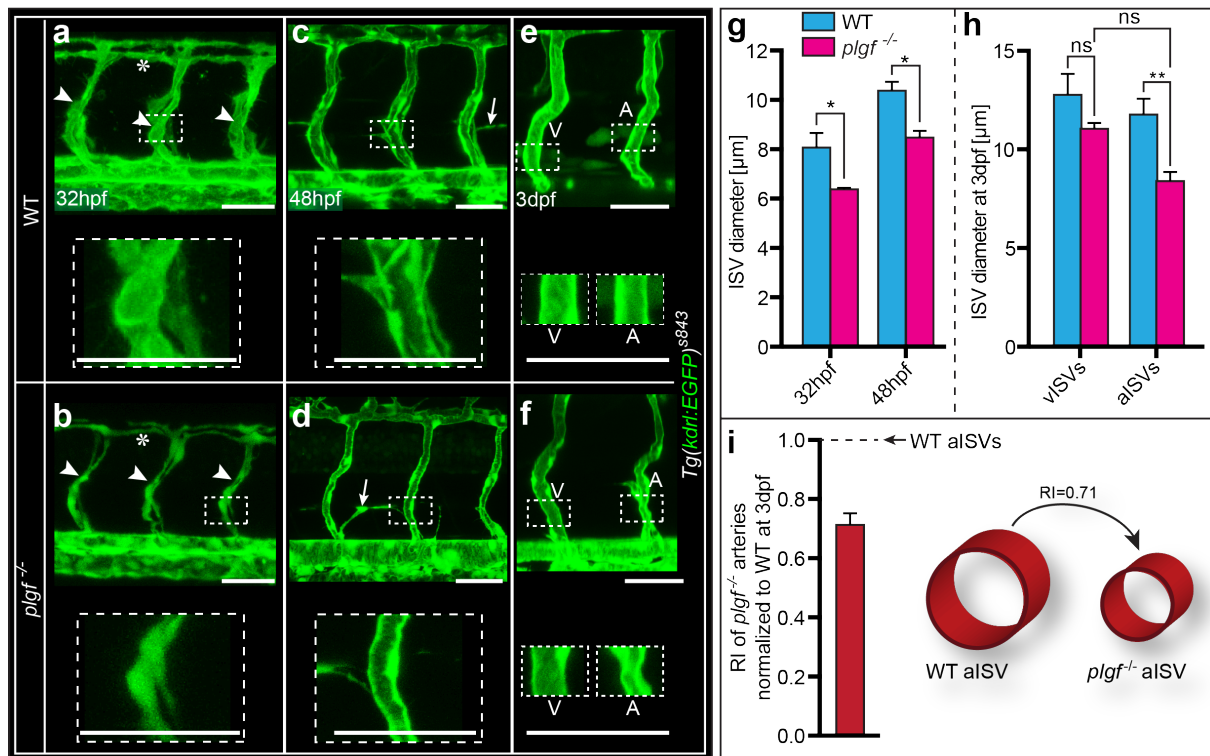 a
*
32hpf
c
48hpf
e
V
A
3dpf
WT
V
A
b
*
d
f
V
A
plgf -/-
V
A
Tg(kdrl:EGFP)s843
g
WT
plgf -/-
ISV diameter [µm]
12
10
8
6
4
2
0
*
*
32hpf
48hpf
h
ISV diameter at 3dpf [µm]
15
10
5
0
ns
ns
**
vISVs
aISVs
i
RI of plgf-/- arteries
normalized to WT at 3dpf
1.0
0.8
0.6
0.4
0.2
0.0
WT aISVs
RI=0.71
WT aISV
plgf-/- aISV